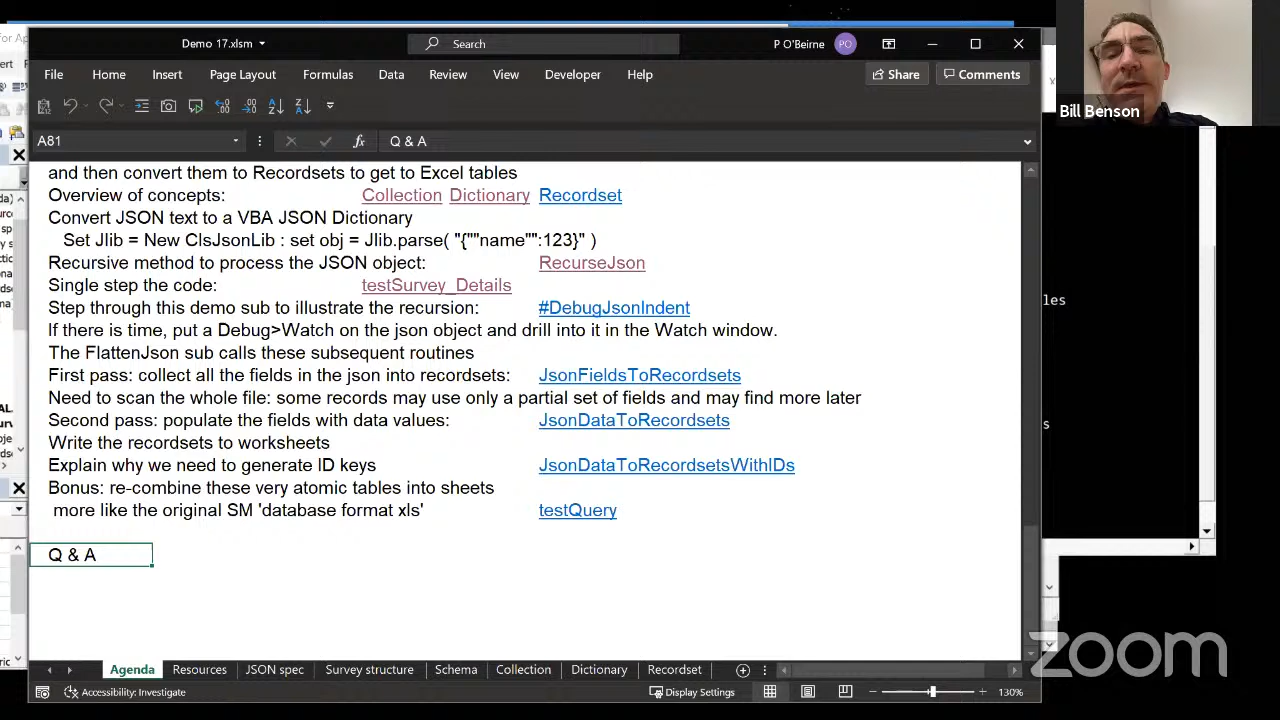 Demo 17.xlsm
Search
P O'Beirne
PO
File Home Insert Page Layout Formulas Data Review View Developer Help
Share
Comments
A81
fx
Q & A
and then convert them to Recordsets to get to Excel tables
Overview of concepts: Collection Dictionary Recordset
Convert JSON text to a VBA JSON Dictionary
Set Jlib = New ClsJsonLib : set obj = Jlib.parse( "{""name"":123}" )
Recursive method to process the JSON object: RecurseJson
Single step the code: testSurvey_Details
Step through this demo sub to illustrate the recursion: #DebugJsonIndent
If there is time, put a Debug>Watch on the json object and drill into it in the Watch window.
The FlattenJson sub calls these subsequent routines
First pass: collect all the fields in the json into recordsets: JsonFieldsToRecordsets
Need to scan the whole file: some records may use only a partial set of fields and may find more later
Second pass: populate the fields with data values: JsonDataToRecordsets
Write the recordsets to worksheets
Explain why we need to generate ID keys JsonDataToRecordsetsWithIDs
Bonus: re-combine these very atomic tables into sheets
more like the original SM 'database format xls' testQuery
Q & A
Agenda Resources JSON spec Survey structure Schema Collection Dictionary Recordset
Accessibility: Investigate
Display Settings
130%
Bill Benson
les
s
zoom